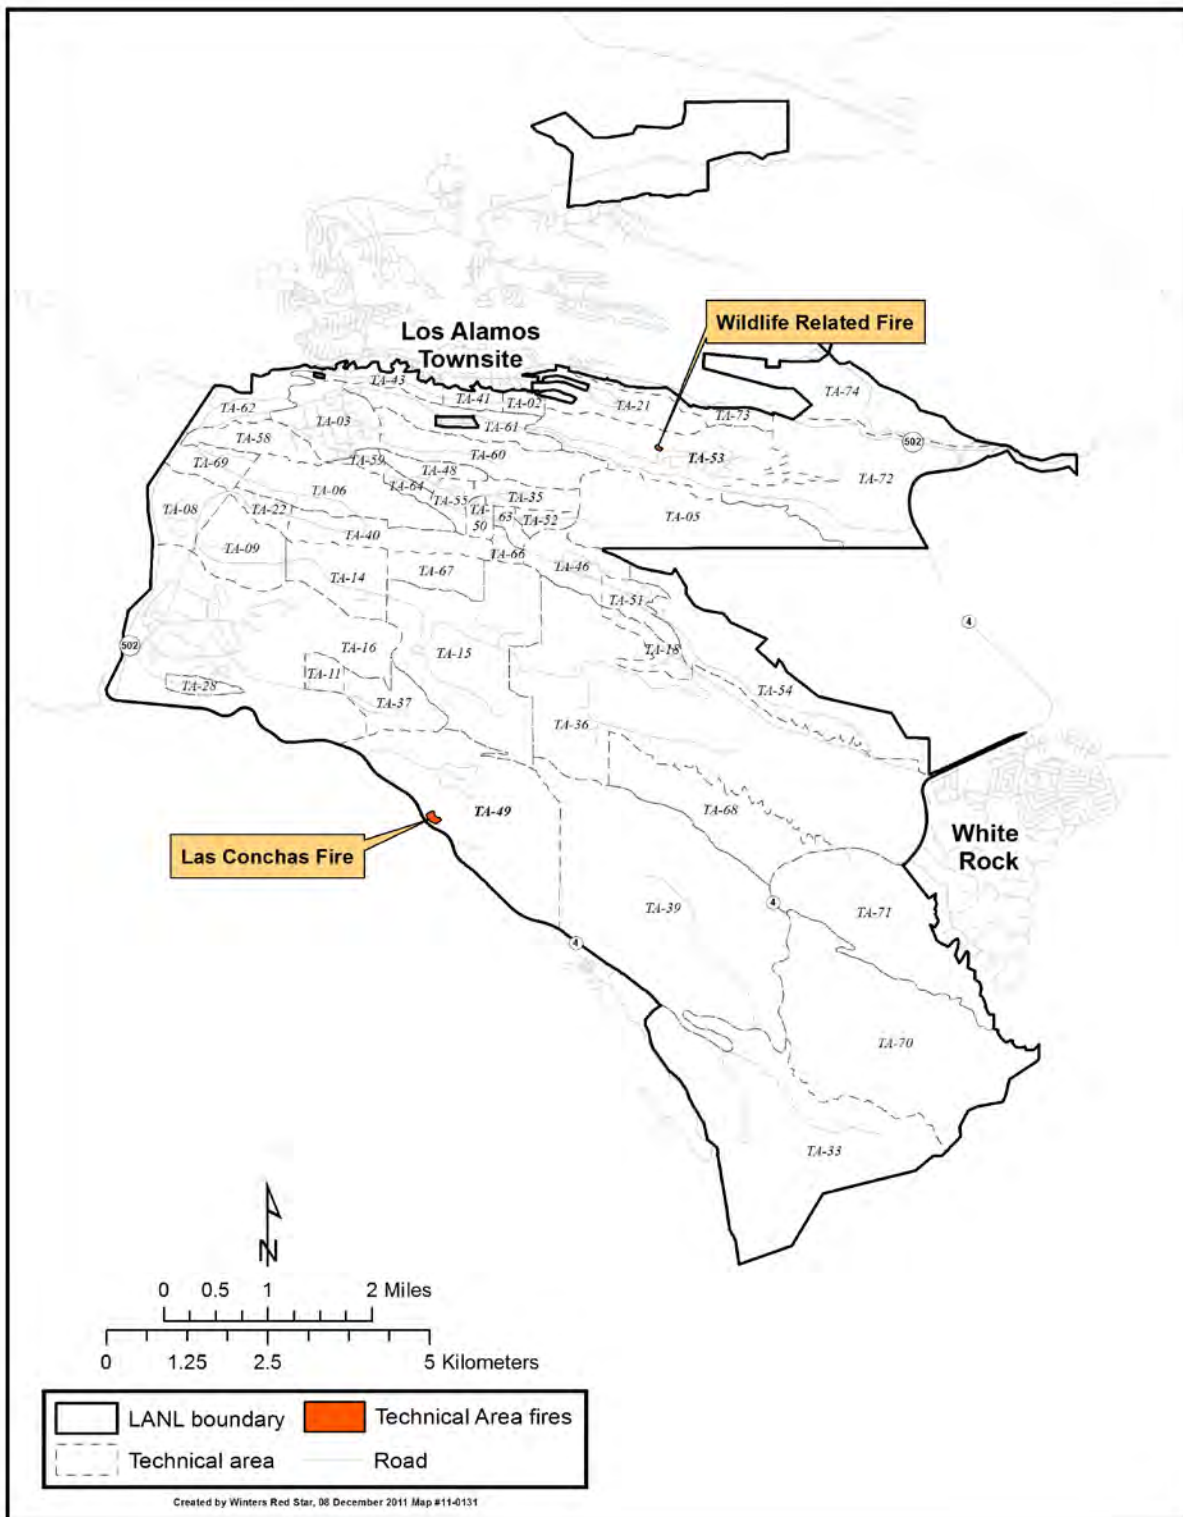 Wildlife Related Fire
Los Alamos
Townsite
TA-43
TA-74
TA-62
TA-41
TA-02
TA-21
TA-73
TA-03
TA-61
TA-58
502
TA-59
TA-60
TA-53
TA-69
TA-48
TA-72
TA-64
TA-06
TA-55
TA-35
TA-08
TA-22
TA-
50
63
TA-52
TA-05
TA-40
TA-09
TA-66
TA-46
TA-14
TA-67
TA-51
4
502
TA-16
TA-15
TA-18
TA-11
TA-28
TA-54
TA-37
TA-36
TA-49
TA-68
Las Conchas Fire
White
Rock
TA-39
4
TA-71
4
TA-70
TA-33
N
0 0.5 1 2 Miles
0 1.25 2.5 5 Kilometers
LANL boundary
Technical Area fires
Technical area
Road
Created by Winters Red Star, 08 December 2011 Map #11-0131